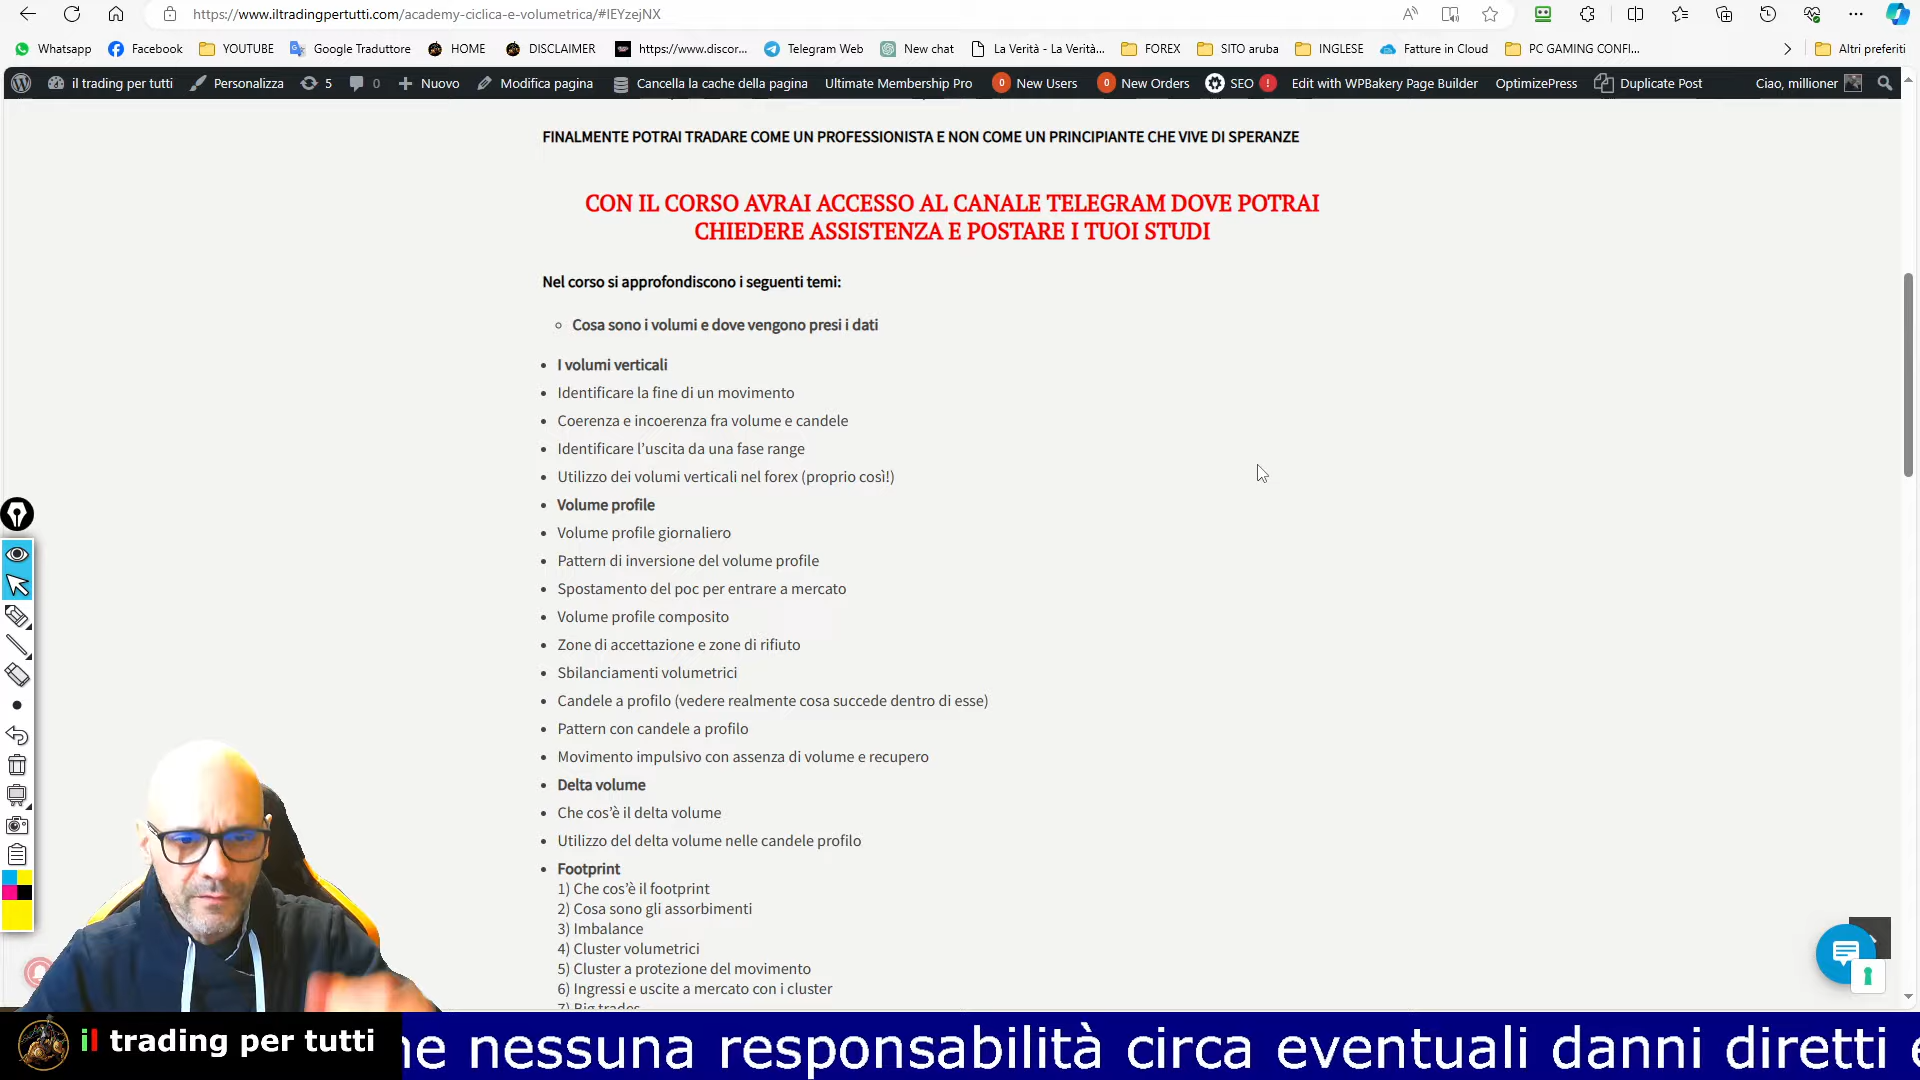 https://www.iltradingpertutti.com/academy-ciclica-e-volumetrica/#IEYzejNX
Whatsapp Facebook YOUTUBE Google Traduttore HOME DISCLAIMER https://www.discor... Telegram Web New chat La Verità - La Verità... FOREX SITO aruba INGLESE Fatture in Cloud PC GAMING CONFI... Altri preferiti
il trading per tutti Personalizza 5 0 Nuovo Modifica pagina Cancella la cache della pagina Ultimate Membership Pro 0 New Users 0 New Orders SEO ! Edit with WPBakery Page Builder OptimizePress Duplicate Post Ciao, millioner
FINALMENTE POTRAI TRADARE COME UN PROFESSIONISTA E NON COME UN PRINCIPIANTE CHE VIVE DI SPERANZE
CON IL CORSO AVRAI ACCESSO AL CANALE TELEGRAM DOVE POTRAI
CHIEDERE ASSISTENZA E POSTARE I TUOI STUDI
Nel corso si approfondiscono i seguenti temi:
Cosa sono i volumi e dove vengono presi i dati
I volumi verticali
Identificare la fine di un movimento
Coerenza e incoerenza fra volume e candele
Identificare l'uscita da una fase range
Utilizzo dei volumi verticali nel forex (proprio così!)
Volume profile
Volume profile giornaliero
Pattern di inversione del volume profile
Spostamento del poc per entrare a mercato
Volume profile composito
Zone di accettazione e zone di rifiuto
Sbilanciamenti volumetrici
Candele a profilo (vedere realmente cosa succede dentro di esse)
Pattern con candele a profilo
Movimento impulsivo con assenza di volume e recupero
Delta volume
Che cos'è il delta volume
Utilizzo del delta volume nelle candele profilo
Footprint
1) Che cos'è il footprint
2) Cosa sono gli assorbimenti
3) Imbalance
4) Cluster volumetrici
5) Cluster a protezione del movimento
6) Ingressi e uscite a mercato con i cluster
7) Big trades
il trading per tutti
ne nessuna responsabilità circa eventuali danni diretti e